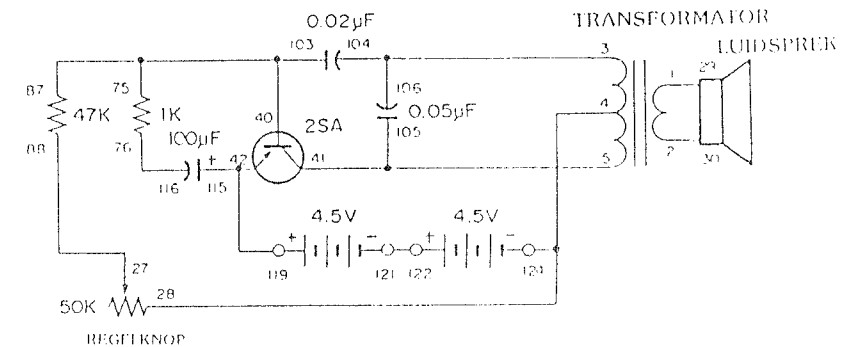 0.02µF
TRANSFORMATOR
103 104
3
LUIDSPREK
87
75
106
1
29
47K
1K
40
2SA
0.05µF
4
100µF
105
88
76
42
41
5
2
30
+
116
115
4.5V
4.5V
+ − + −
119
121
122
124
27
28
50K
REGELKNOP